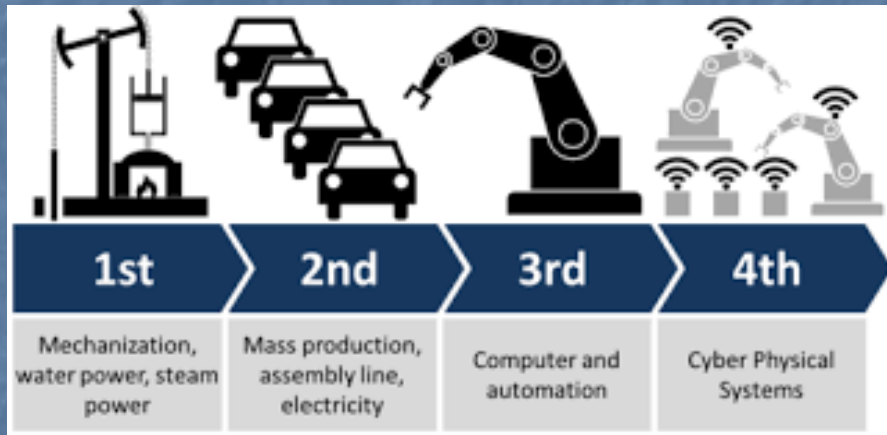 1st
2nd
3rd
4th
Mechanization,
water power, steam
power
Mass production,
assembly line,
electricity
Computer and
automation
Cyber Physical
Systems